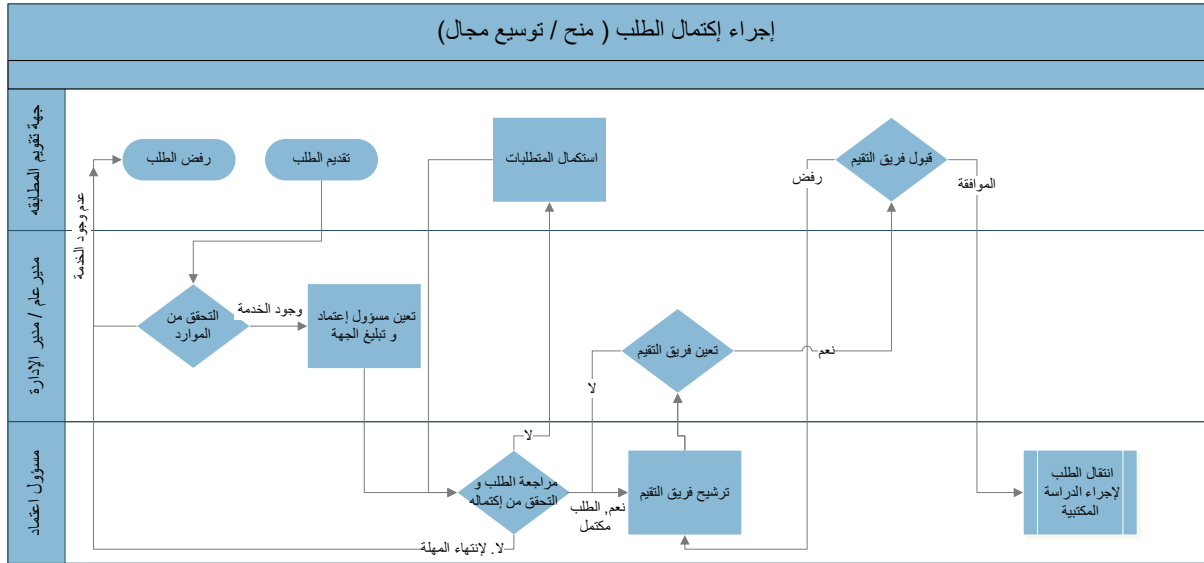 إجراء إكتمال الطلب ( منح / توسيع مجال)
جهة تقويم المطابقه
رفض الطلب
تقديم الطلب
استكمال المتطلبات
قبول فريق التقيم
رفض
الموافقة
عدم وجود الخدمة
مدير عام / مدير الإدارة
التحقق من
الموارد
وجود الخدمة
تعين مسؤول إعتماد
و تبليغ الجهة
تعين فريق التقيم
نعم
لا
مسؤول اعتماد
لا
مراجعة الطلب و
التحقق من إكتماله
نعم, الطلب
مكتمل
ترشيح فريق التقيم
انتقال الطلب
لإجراء الدراسة
المكتبية
لا. لإنتهاء المهلة